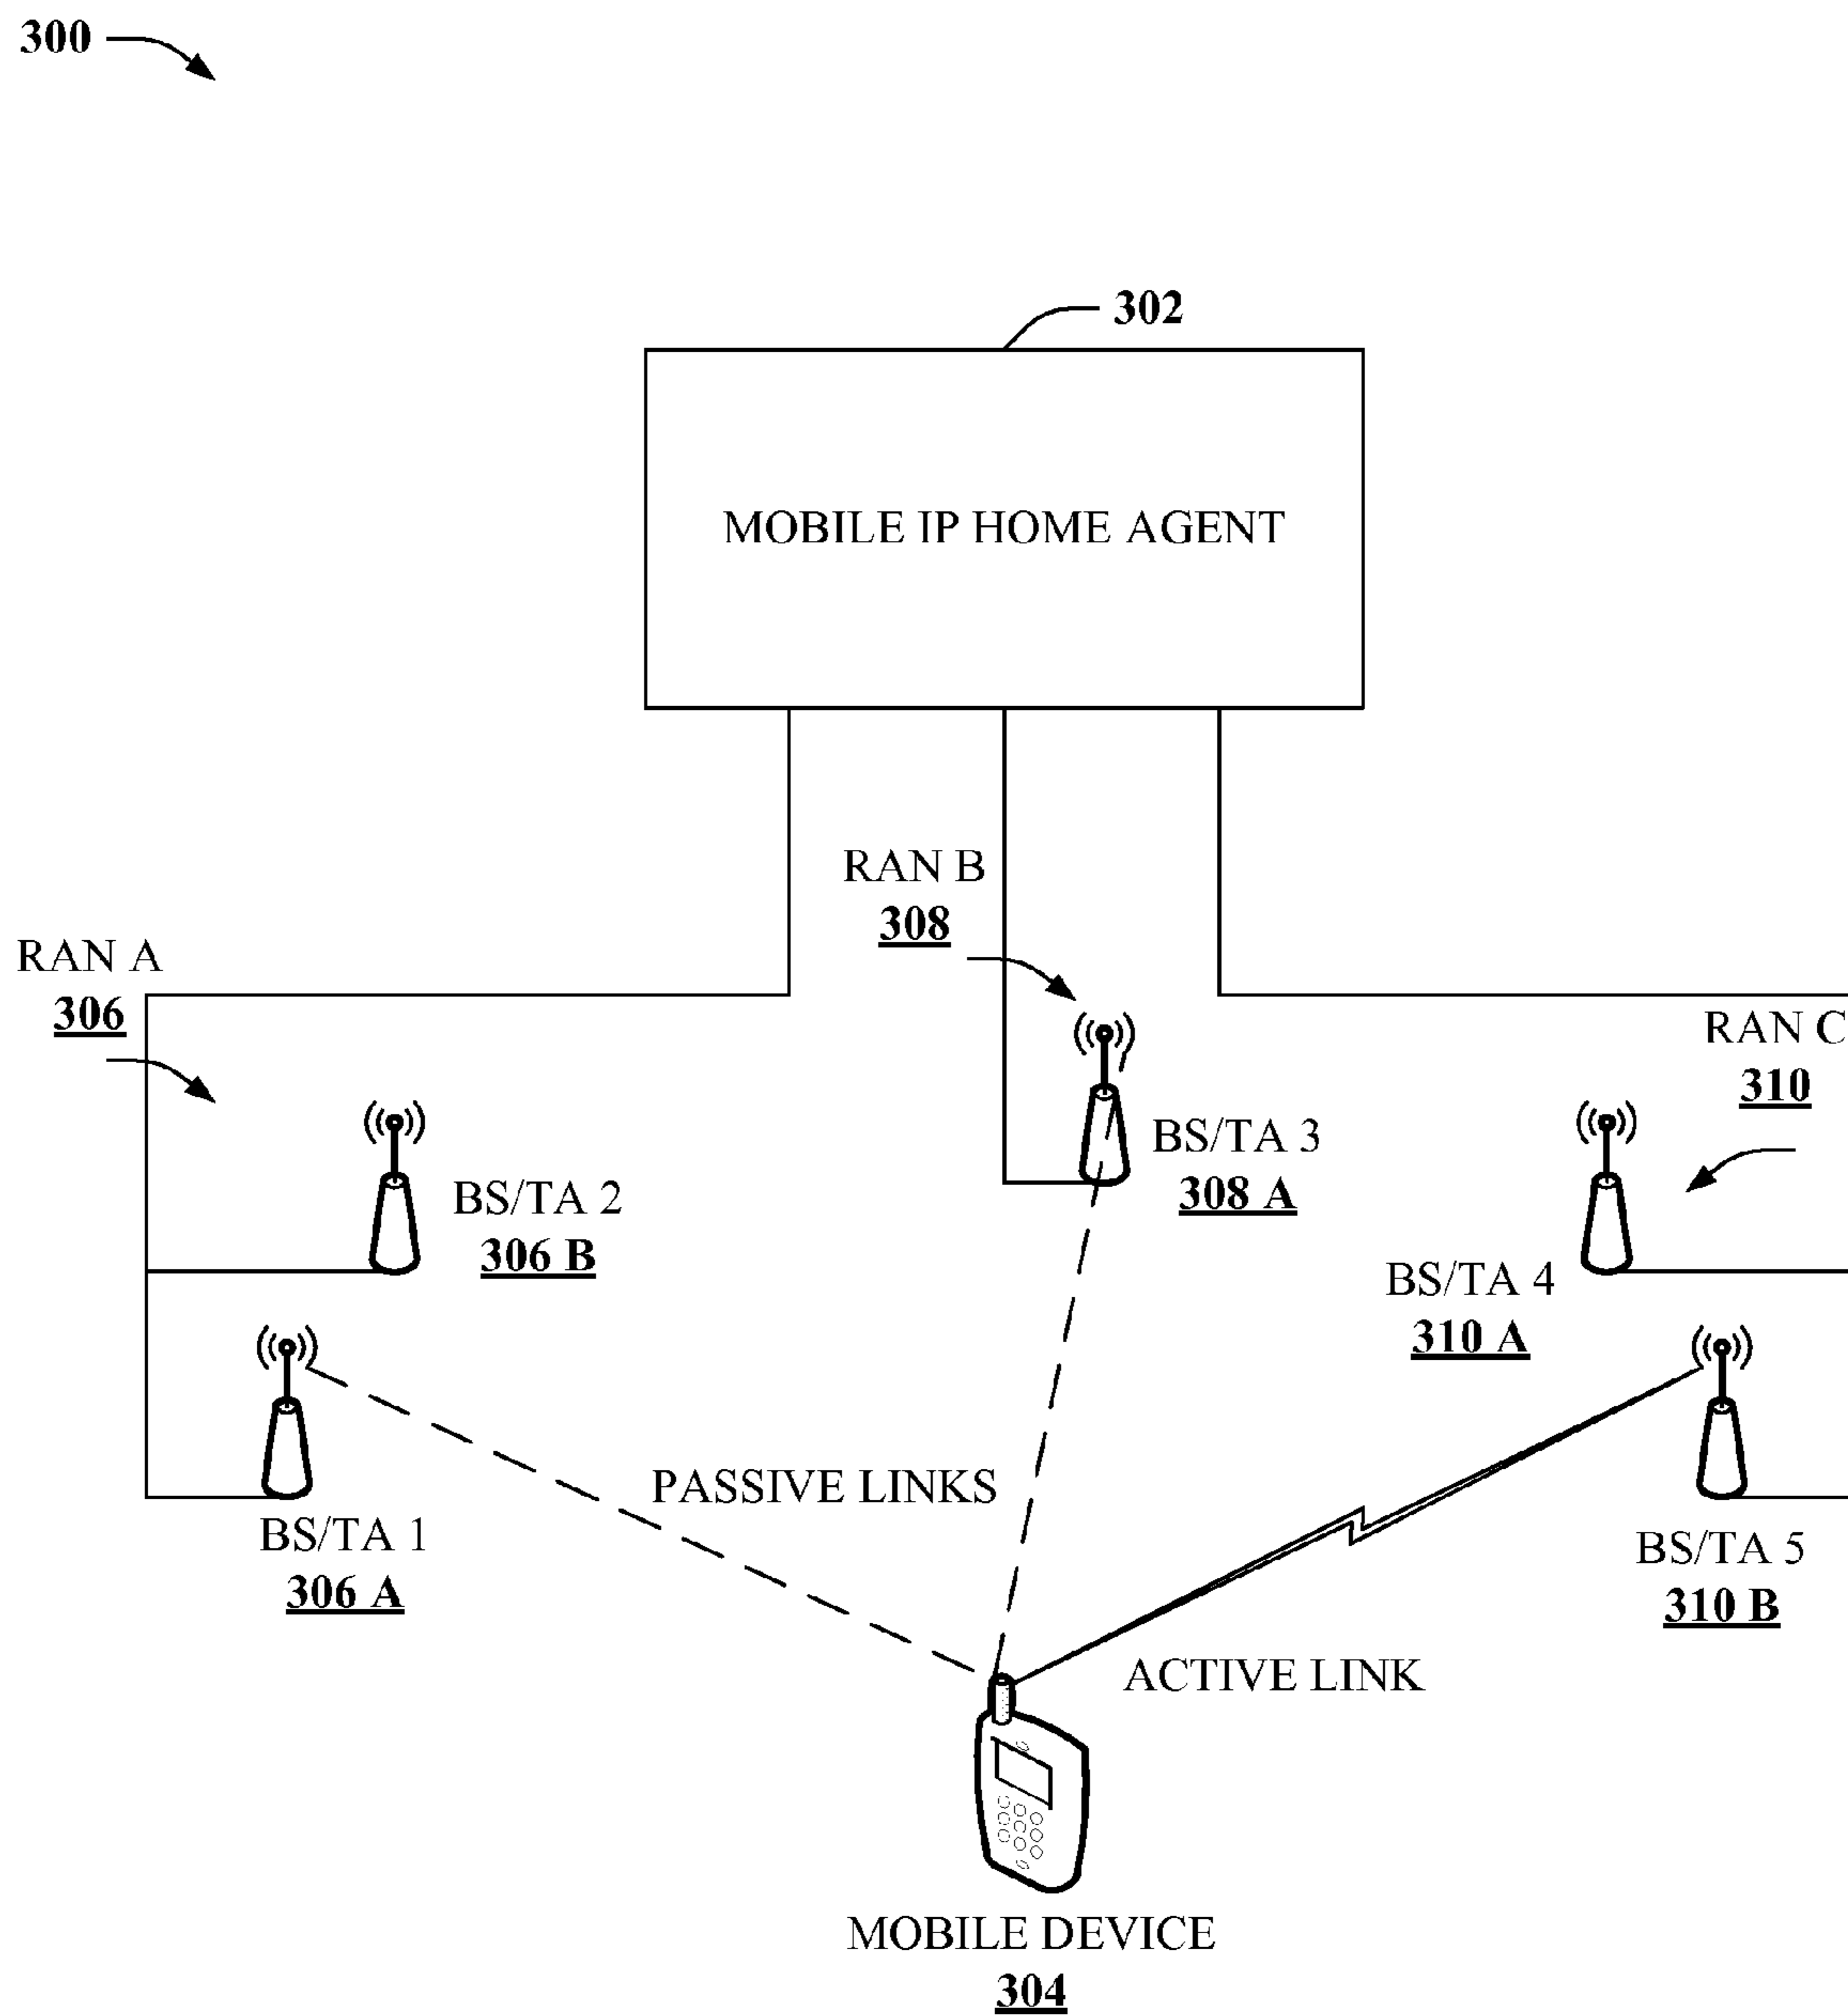 300
302
MOBILE IP HOME AGENT
RAN B
308
RAN A
306
RAN C
310
BS/TA 3
308 A
BS/TA 2
306 B
BS/TA 4
310 A
PASSIVE LINKS
BS/TA 1
306 A
BS/TA 5
310 B
ACTIVE LINK
MOBILE DEVICE
304